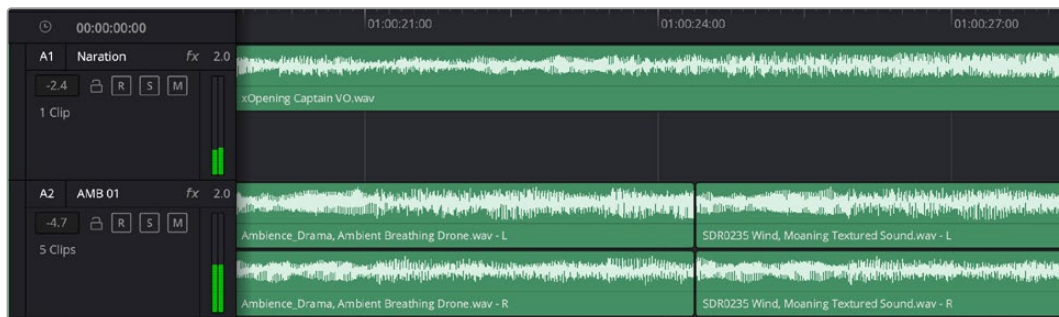 00:00:00:00 01:00:21:00 01:00:24:00 01:00:27:00
A1 Naration fx 2.0
-2.4 R S M
xOpening Captain VO.wav
1 Clip
A2 AMB 01 fx 2.0
-4.7 R S M
Ambience_Drama, Ambient Breathing Drone.wav - L SDR0235 Wind, Moaning Textured Sound.wav - L
5 Clips
Ambience_Drama, Ambient Breathing Drone.wav - R SDR0235 Wind, Moaning Textured Sound.wav - R